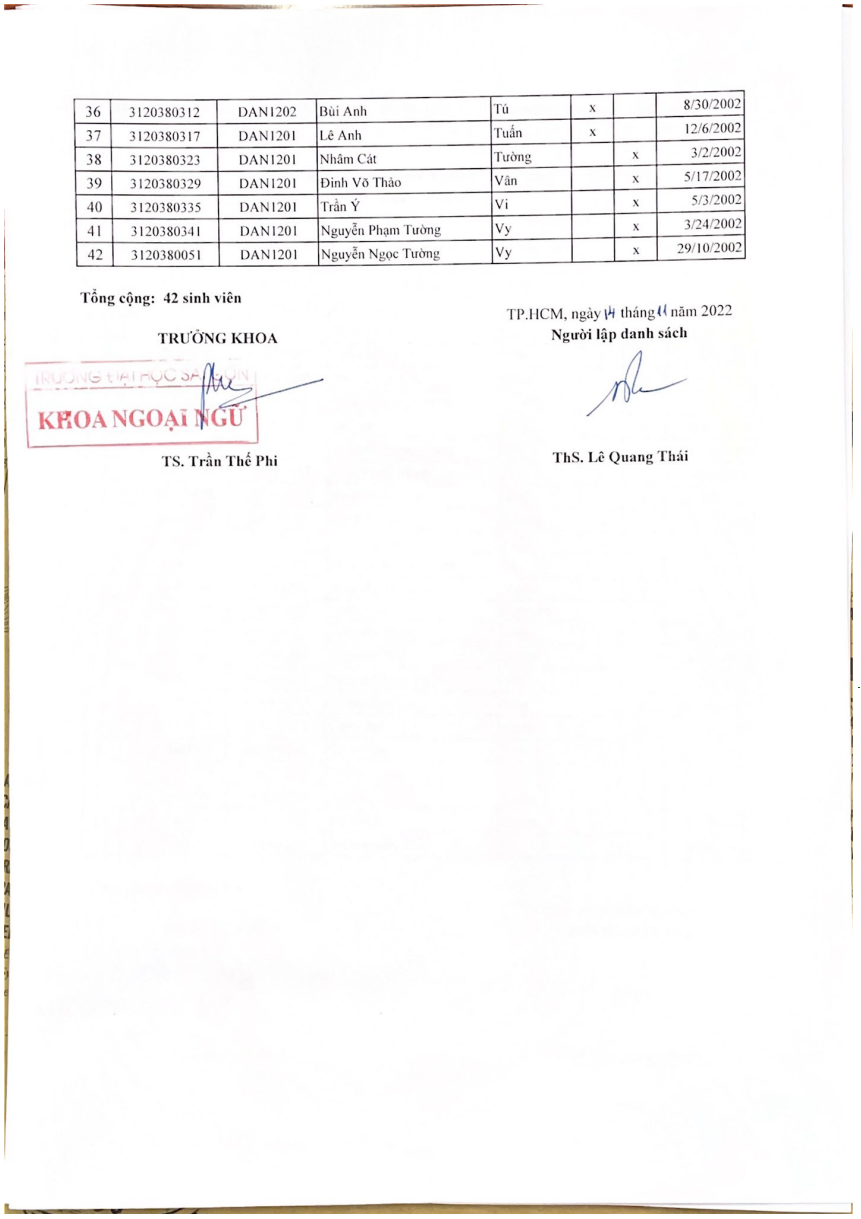 36 3120380312 DAN1202 Bùi Anh Tú x 8/30/2002
37 3120380317 DAN1201 Lê Anh Tuấn x 12/6/2002
38 3120380323 DAN1201 Nhâm Cát Tường x 3/2/2002
39 3120380329 DAN1201 Đinh Võ Thảo Vân x 5/17/2002
40 3120380335 DAN1201 Trần Ý Vi x 5/3/2002
41 3120380341 DAN1201 Nguyễn Phạm Tường Vy x 3/24/2002
42 3120380051 DAN1201 Nguyễn Ngọc Tường Vy x 29/10/2002
Tổng cộng: 42 sinh viên
TP.HCM, ngày 14 tháng 11 năm 2022
TRƯỞNG KHOA
Người lập danh sách
TRƯỜNG ĐẠI HỌC SÀI GÒN
KHOA NGOẠI NGỮ
TS. Trần Thế Phi
ThS. Lê Quang Thái